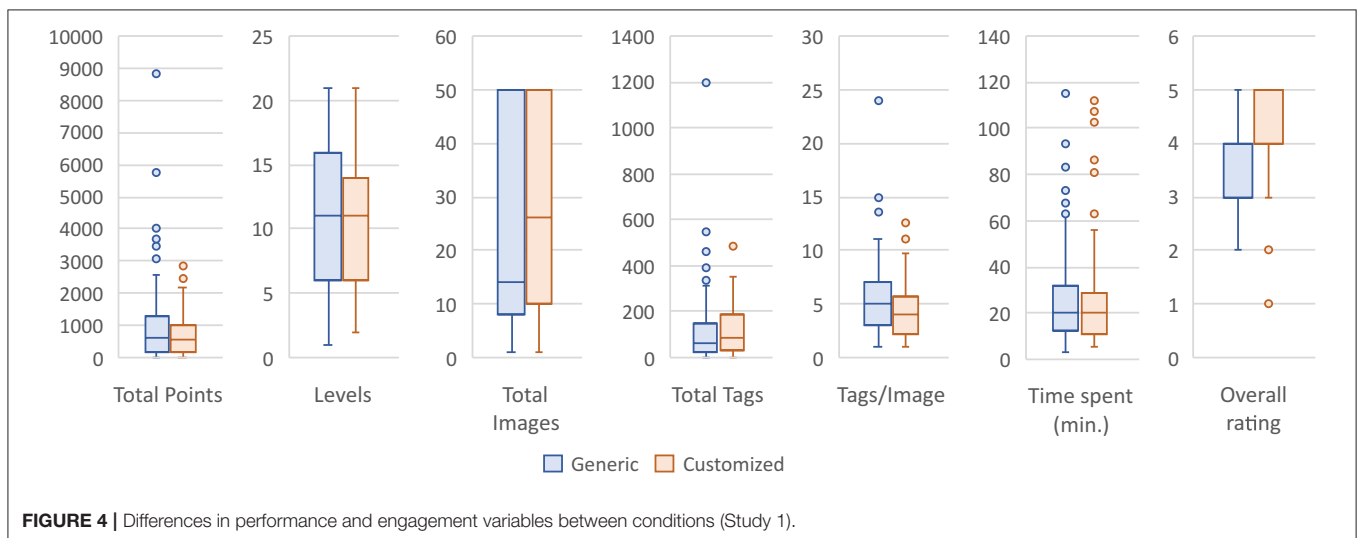 10000 25 60 1400 30 140 6
9000 120 5
8000 20 50 1200 25 100 4
7000 40 1000 20 80 3
6000 15 30 800 15 60 2
5000 10 20 600 10 40 1
4000 5 10 400 5 20 0
3000 0 0 200 0 0
2000 0
1000
0
Total Points Levels Total Images Total Tags Tags/Image Time spent (min.) Overall rating
Generic Customized
FIGURE 4 | Differences in performance and engagement variables between conditions (Study 1).